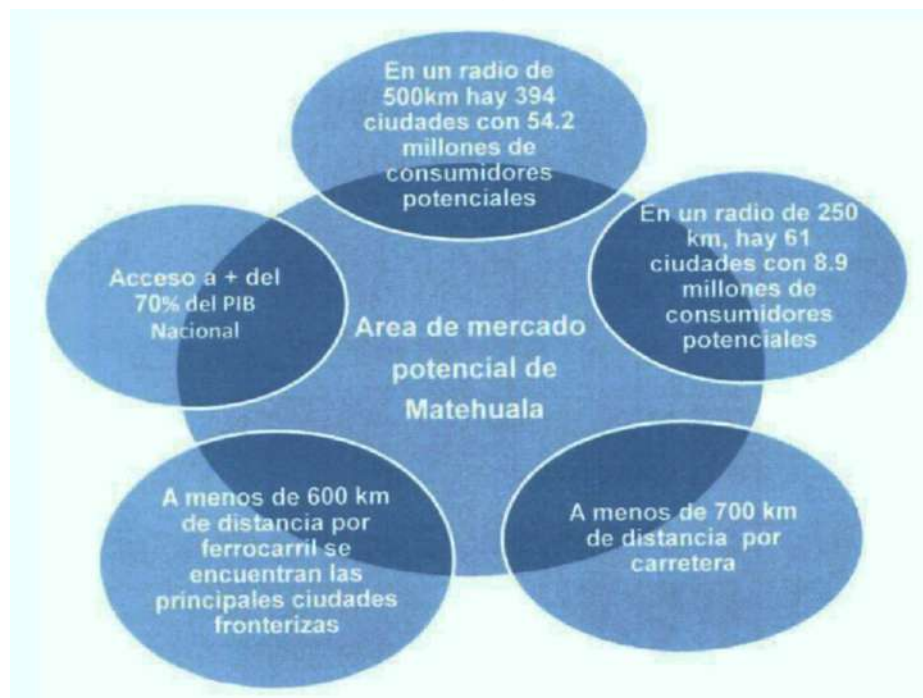 En un radio de
500km hay 394
ciudades con 54.2
millones de
consumidores
potenciales
En un radio de 250
km, hay 61
ciudades con 8.9
millones de
consumidores
potenciales
Acceso a + del
70% del PIB
Nacional
Area de mercado
potencial de
Matehuala
A menos de 600 km
de distancia por
ferrocarril se
encuentran las
principales ciudades
fronterizas
A menos de 700 km
de distancia por
carretera